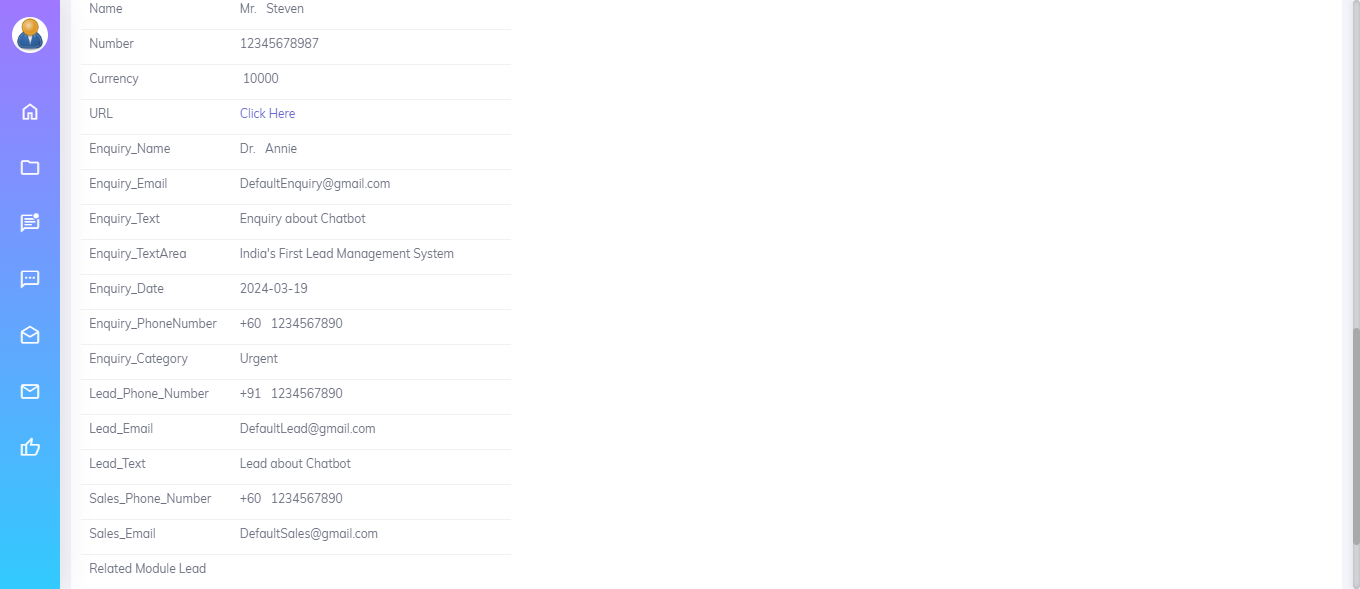 Name Mr. Steven
Number 12345678987
Currency 10000
URL Click Here
Enquiry_Name Dr. Annie
Enquiry_Email DefaultEnquiry@gmail.com
Enquiry_Text Enquiry about Chatbot
Enquiry_TextArea India's First Lead Management System
Enquiry_Date 2024-03-19
Enquiry_PhoneNumber +60 1234567890
Enquiry_Category Urgent
Lead_Phone_Number +91 1234567890
Lead_Email DefaultLead@gmail.com
Lead_Text Lead about Chatbot
Sales_Phone_Number +60 1234567890
Sales_Email DefaultSales@gmail.com
Related Module Lead